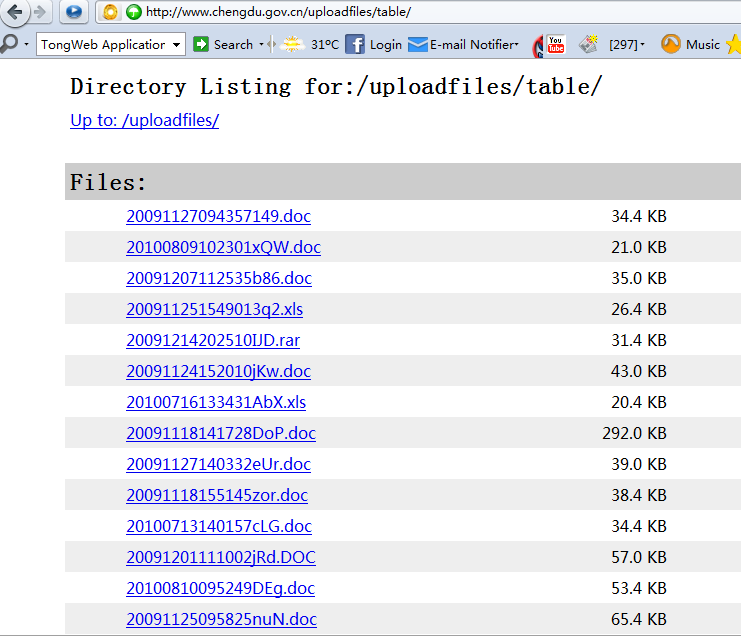 http://www.chengdu.gov.cn/uploadfiles/table/
TongWeb Applicatior Search 31ºC Login E-mail Notifier You Tube [297] Music
Directory Listing for:/uploadfiles/table/
Up to: /uploadfiles/
Files:
20091127094357149.doc 34.4 KB
20100809102301xQW.doc 21.0 KB
20091207112535b86.doc 35.0 KB
200911251549013q2.xls 26.4 KB
20091214202510IJD.rar 31.4 KB
20091124152010jKw.doc 43.0 KB
20100716133431AbX.xls 20.4 KB
20091118141728DoP.doc 292.0 KB
20091127140332eUr.doc 39.0 KB
20091118155145zor.doc 38.4 KB
20100713140157cLG.doc 34.4 KB
20091201111002jRd.DOC 57.0 KB
20100810095249DEg.doc 53.4 KB
20091125095825nuN.doc 65.4 KB